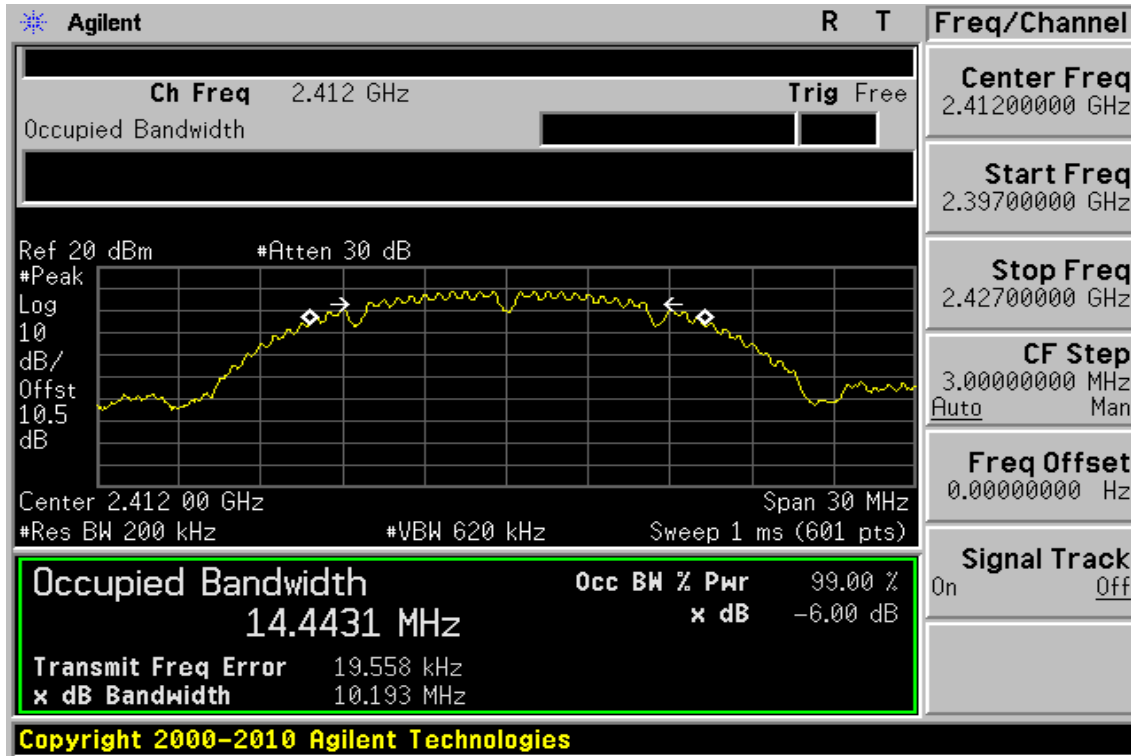 Agilent R T
Ch Freq 2.412 GHz Trig Free
Occupied Bandwidth
Ref 20 dBm #Atten 30 dB
#Peak
Log
10
dB/
Offst
10.5
dB
Center 2.412 00 GHz Span 30 MHz
#Res BW 200 kHz #VBW 620 kHz Sweep 1 ms (601 pts)
Occupied Bandwidth
14.4431 MHz
Occ BW % Pwr 99.00 %
x dB -6.00 dB
Transmit Freq Error 19.558 kHz
x dB Bandwidth 10.193 MHz
Copyright 2000-2010 Agilent Technologies
Freq/Channel
Center Freq
2.41200000 GHz
Start Freq
2.39700000 GHz
Stop Freq
2.42700000 GHz
CF Step
3.00000000 MHz
Auto Man
Freq Offset
0.00000000 Hz
Signal Track
On Off